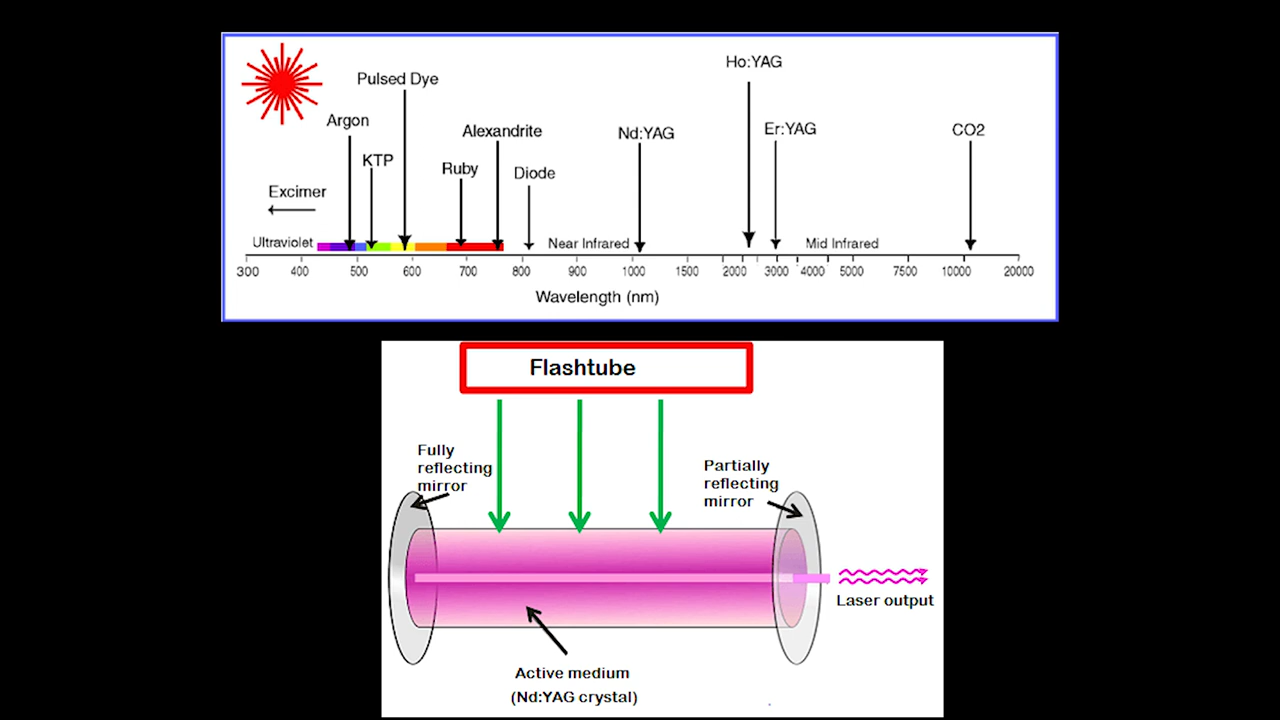 Ho:YAG
Pulsed Dye
Argon
Alexandrite
Nd:YAG
Er:YAG
CO2
KTP
Ruby
Diode
Excimer
Ultraviolet
Near Infrared
Mid Infrared
300 400 500 600 700 800 900 1000 1500 2000 3000 4000 5000 7500 10000 20000
Wavelength (nm)
Flashtube
Fully
reflecting
mirror
Partially
reflecting
mirror
Laser output
Active medium
(Nd:YAG crystal)